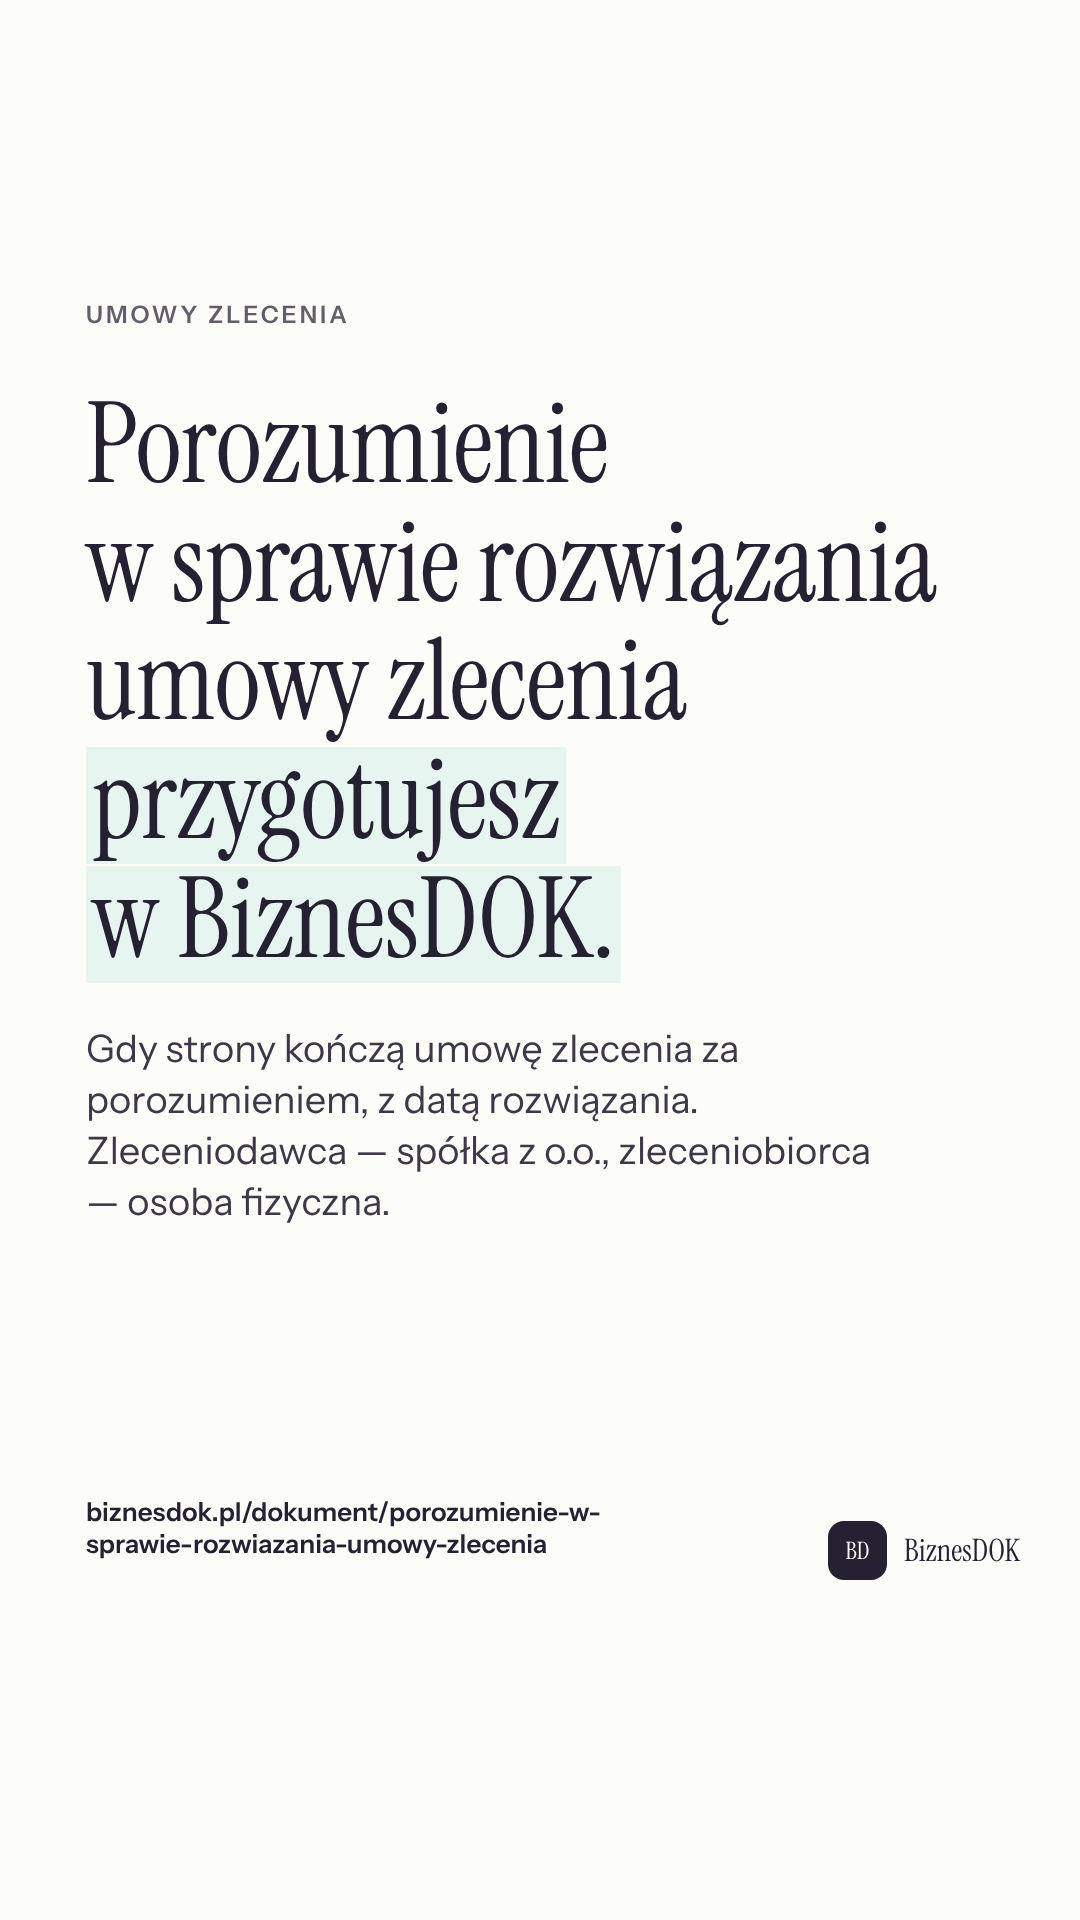 UMOWY ZLECENIA
Porozumienie
w sprawie rozwiązania
umowy zlecenia
przygotujesz
w BiznesDOK.
Gdy strony kończą umowę zlecenia za
porozumieniem, z datą rozwiązania.
Zleceniodawca — spółka z o.o., zleceniobiorca
— osoba fizyczna.
biznesdok.pl/dokument/porozumienie-w-
sprawie-rozwiazania-umowy-zlecenia
BD BiznesDOK